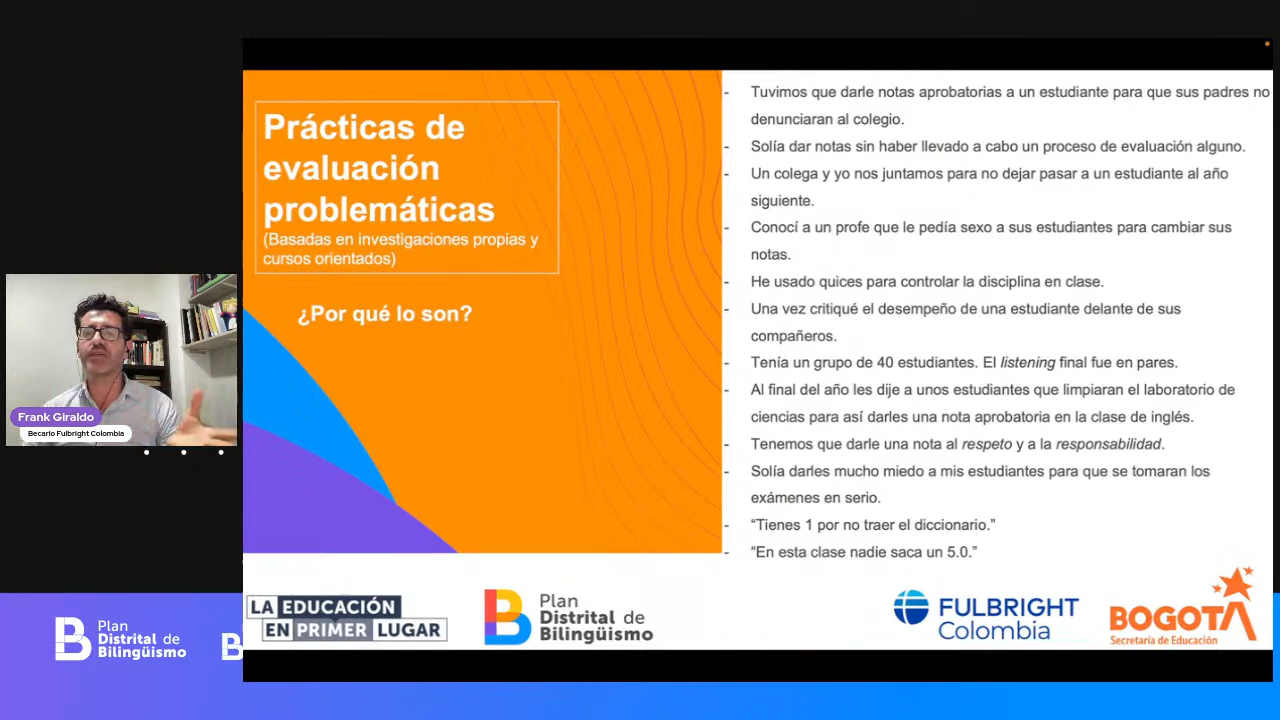 Prácticas de
evaluación
problemáticas
(Basadas en investigaciones propias y
cursos orientados)
¿Por qué lo son?
- Tuvimos que darle notas aprobatorias a un estudiante para que sus padres no
denunciaran al colegio.
- Solía dar notas sin haber llevado a cabo un proceso de evaluación alguno.
- Un colega y yo nos juntamos para no dejar pasar a un estudiante al año
siguiente.
- Conocí a un profe que le pedía sexo a sus estudiantes para cambiar sus
notas.
- He usado quices para controlar la disciplina en clase.
- Una vez critiqué el desempeño de una estudiante delante de sus
compañeros.
- Tenía un grupo de 40 estudiantes. El listening final fue en pares.
- Al final del año les dije a unos estudiantes que limpiaran el laboratorio de
ciencias para así darles una nota aprobatoria en la clase de inglés.
- Tenemos que darle una nota al respeto y a la responsabilidad.
- Solía darles mucho miedo a mis estudiantes para que se tomaran los
exámenes en serio.
- “Tienes 1 por no traer el diccionario.”
- “En esta clase nadie saca un 5.0.”
Frank Giraldo
Becario Fulbright Colombia
LA EDUCACIÓN
EN PRIMER LUGAR
B Plan
Distrital de
Bilingüismo
FULBRIGHT
Colombia
BOGOTÁ
Secretaría de Educación
B Plan
Distrital de
Bilingüismo
B